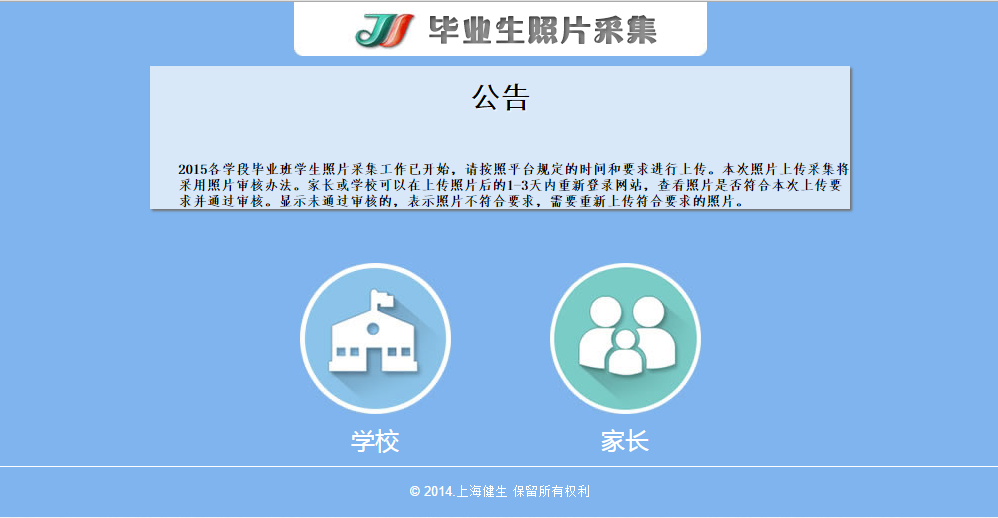 毕业生照片采集
公告
2015各学段毕业班学生照片采集工作已开始，请按照平台规定的时间和要求进行上传。本次照片上传采集将
采用照片审核办法。家长或学校可以在上传照片后的1-3天内重新登录网站，查看照片是否符合本次上传要
求并通过审核。显示未通过审核的，表示照片不符合要求，需要重新上传符合要求的照片。
学校
家长
© 2014.上海健生 保留所有权利